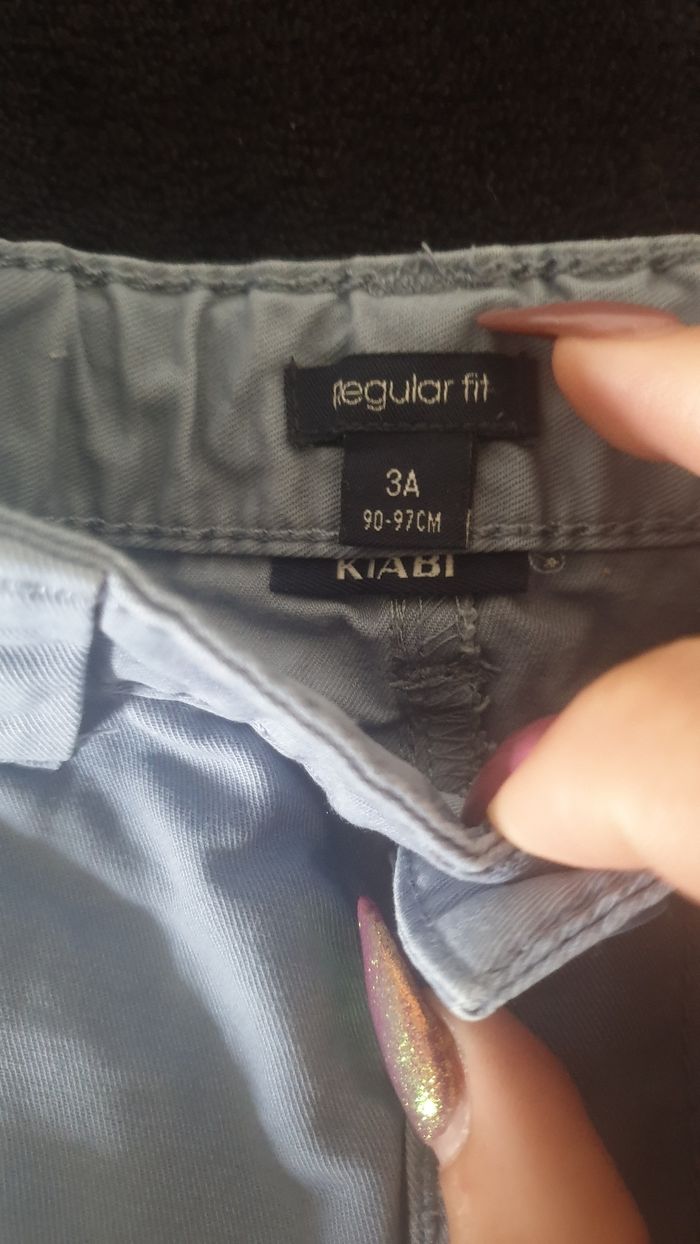 Regular fit
3A
90-97CM
KIABI